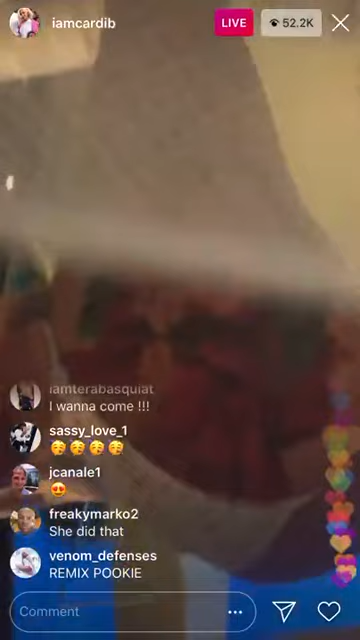 iamcardib
LIVE
52.2K
iamterabasquiat
I wanna come !!!
sassy_love_1
jcanale1
freakymarko2
She did that
venom_defenses
REMIX POOKIE
Comment